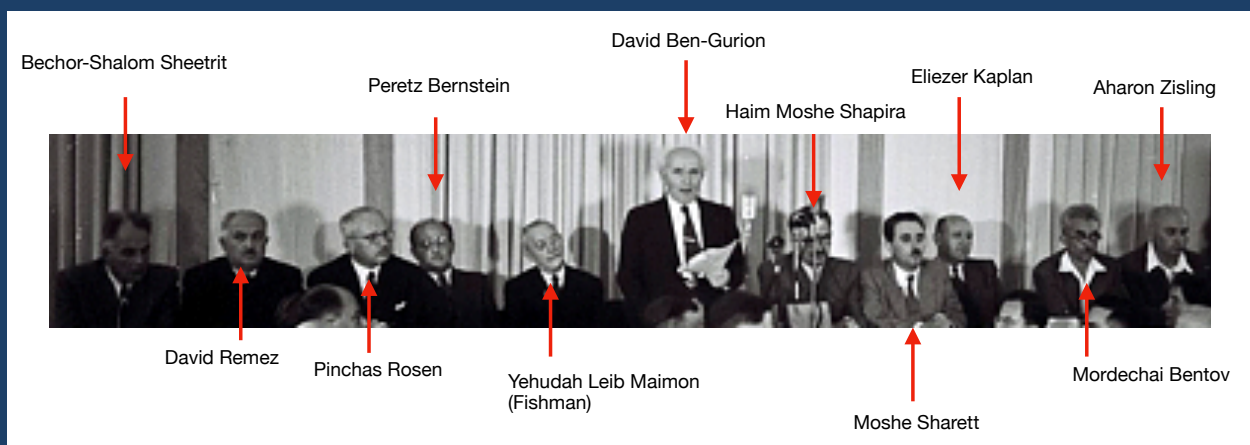 David Ben-Gurion
Bechor-Shalom Sheetrit
Peretz Bernstein
Eliezer Kaplan
Aharon Zisling
Haim Moshe Shapira
David Remez
Pinchas Rosen
Yehudah Leib Maimon
(Fishman)
Mordechai Bentov
Moshe Sharett